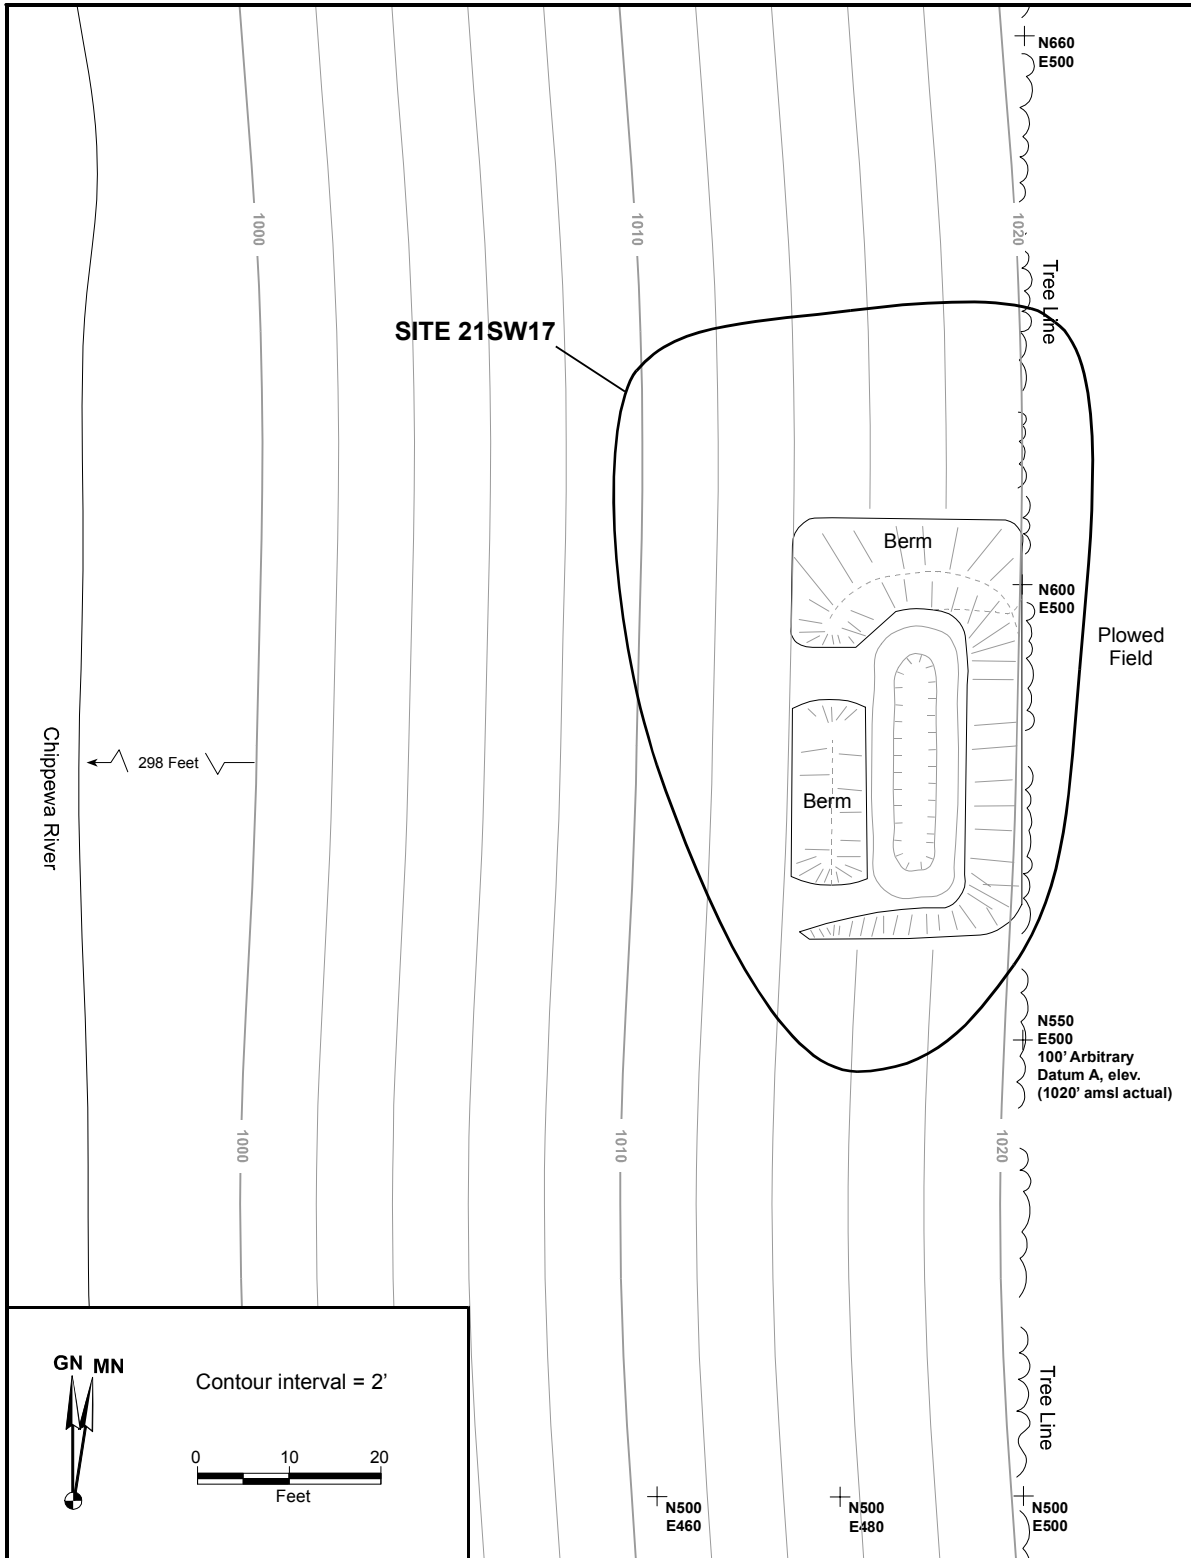 N660
E500
1000
1010
1020
Tree Line
SITE 21SW17
Berm
N600
E500
Plowed
Field
Chippewa River
298 Feet
Berm
N550
E500
100' Arbitrary
Datum A, elev.
(1020' amsl actual)
1000
1010
1020
GN MN
Contour interval = 2'
0 10 20
Feet
Tree Line
N500
E460
N500
E480
N500
E500